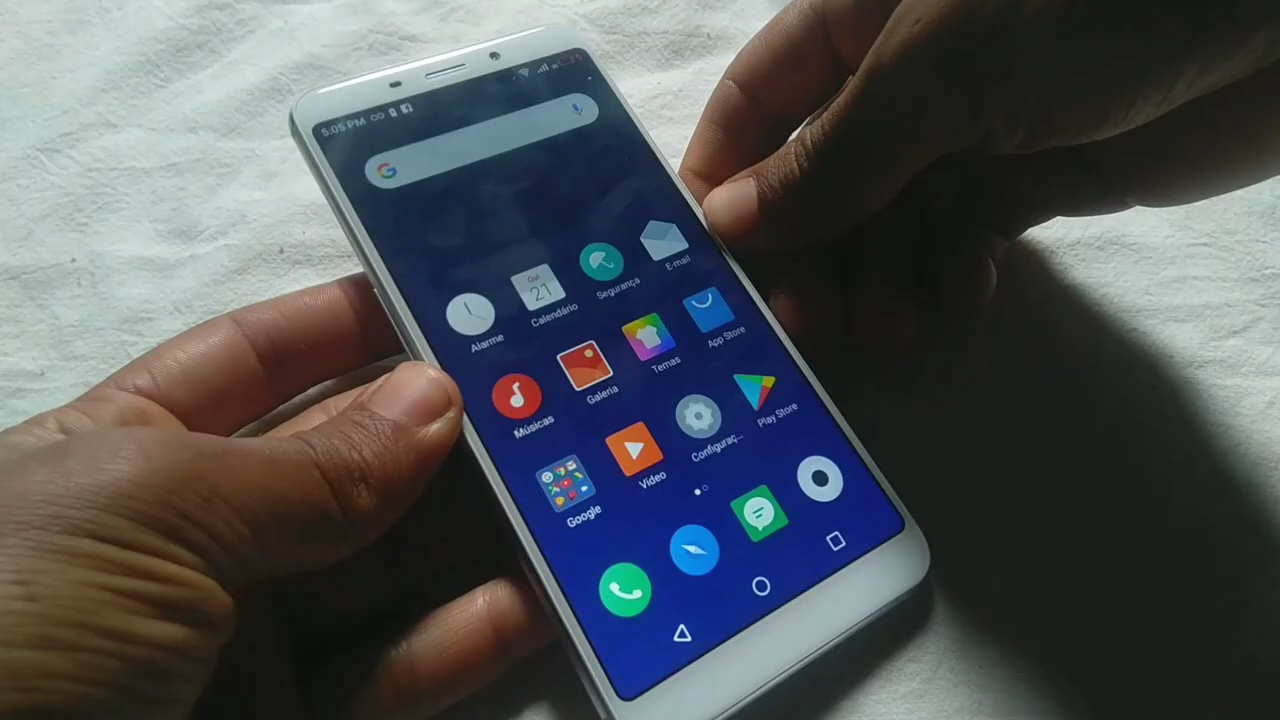 5:05 PM
Qui
21
Alarme
Calendário
Segurança
E-mail
Músicas
Galeria
Temas
App Store
Google
Vídeo
Configuraç...
Play Store